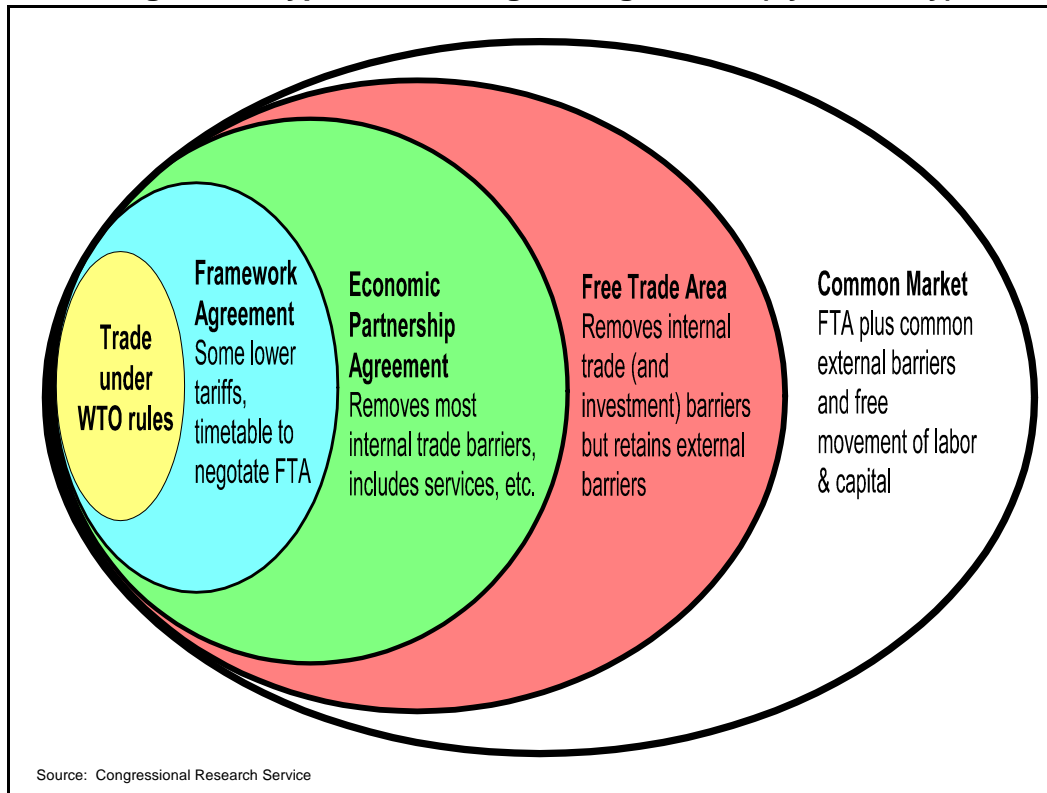 Trade
under
WTO rules
Framework
Agreement
Some lower
tariffs,
timetable to
negotate FTA
Economic
Partnership
Agreement
Removes most
internal trade barriers,
includes services, etc.
Free Trade Area
Removes internal
trade (and
investment) barriers
but retains external
barriers
Common Market
FTA plus common
external barriers
and free
movement of labor
& capital
Source: Congressional Research Service